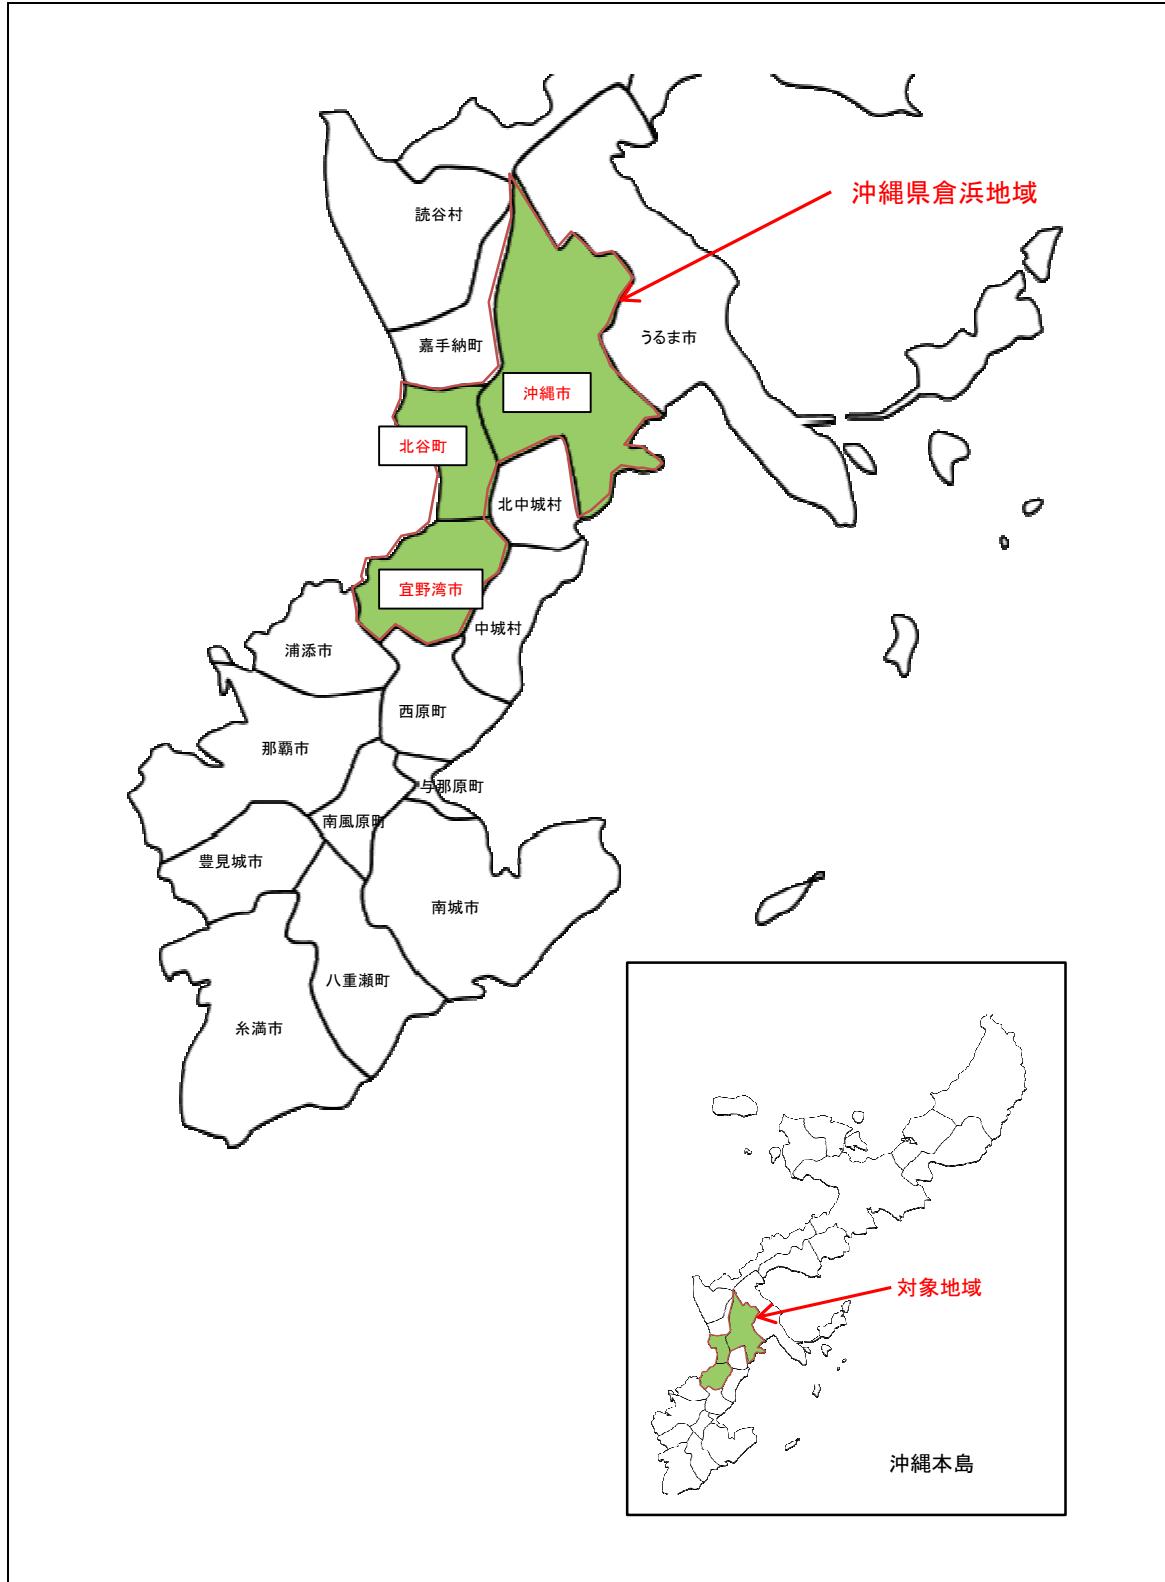 沖縄県倉浜地域
読谷村
うるま市
嘉手納町
沖縄市
北谷町
北中城村
宜野湾市
中城村
浦添市
西原町
那覇市
与那原町
南風原町
豊見城市
南城市
八重瀬町
糸満市
対象地域
沖縄本島